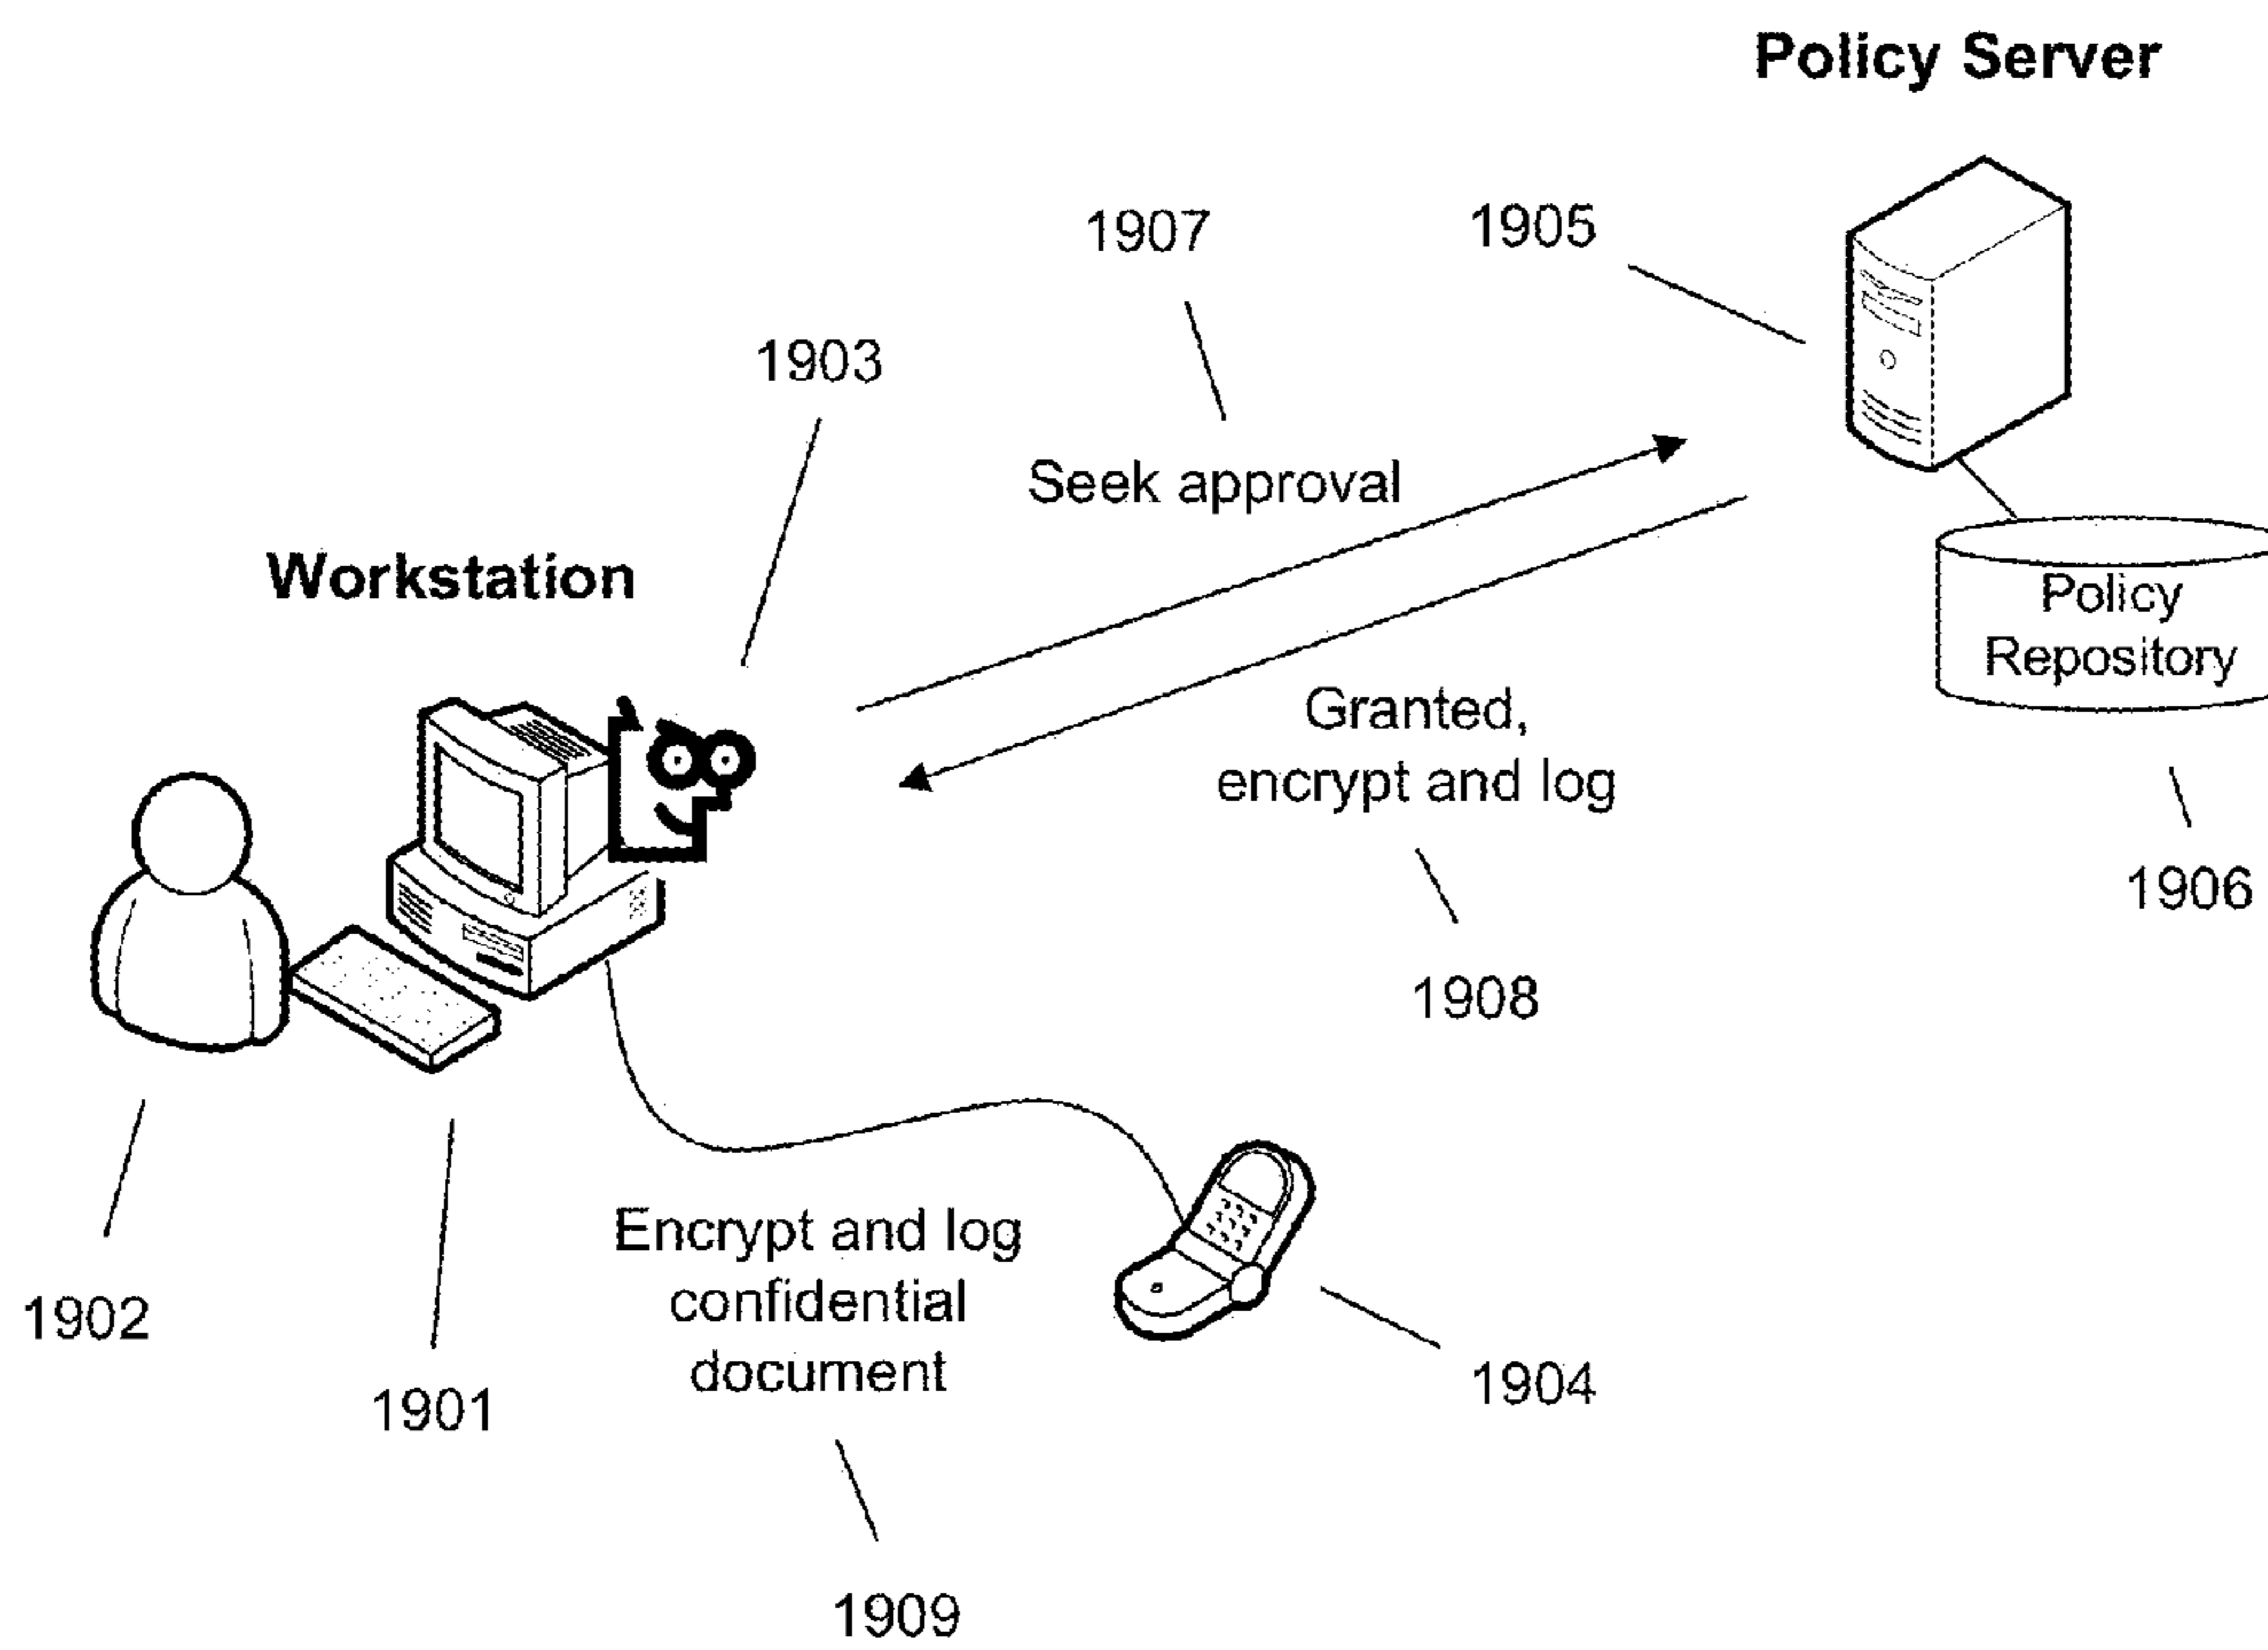 Policy Server
1907
1905
1903
Seek approval
Workstation
Policy
Repository
Granted,
encrypt and log
1906
1908
Encrypt and log
confidential
document
1902
1904
1901
1909